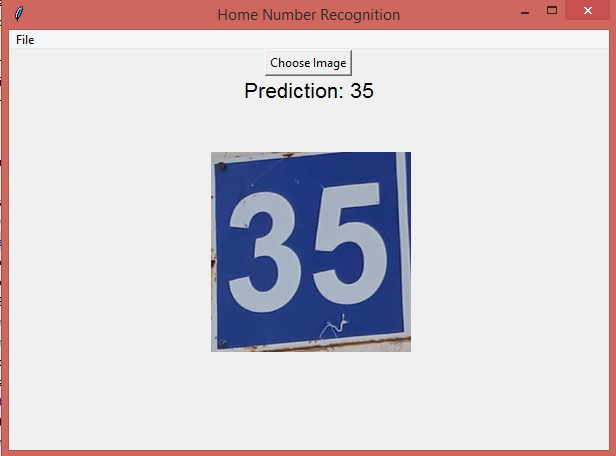 Home Number Recognition
File
Choose Image
Prediction: 35
35